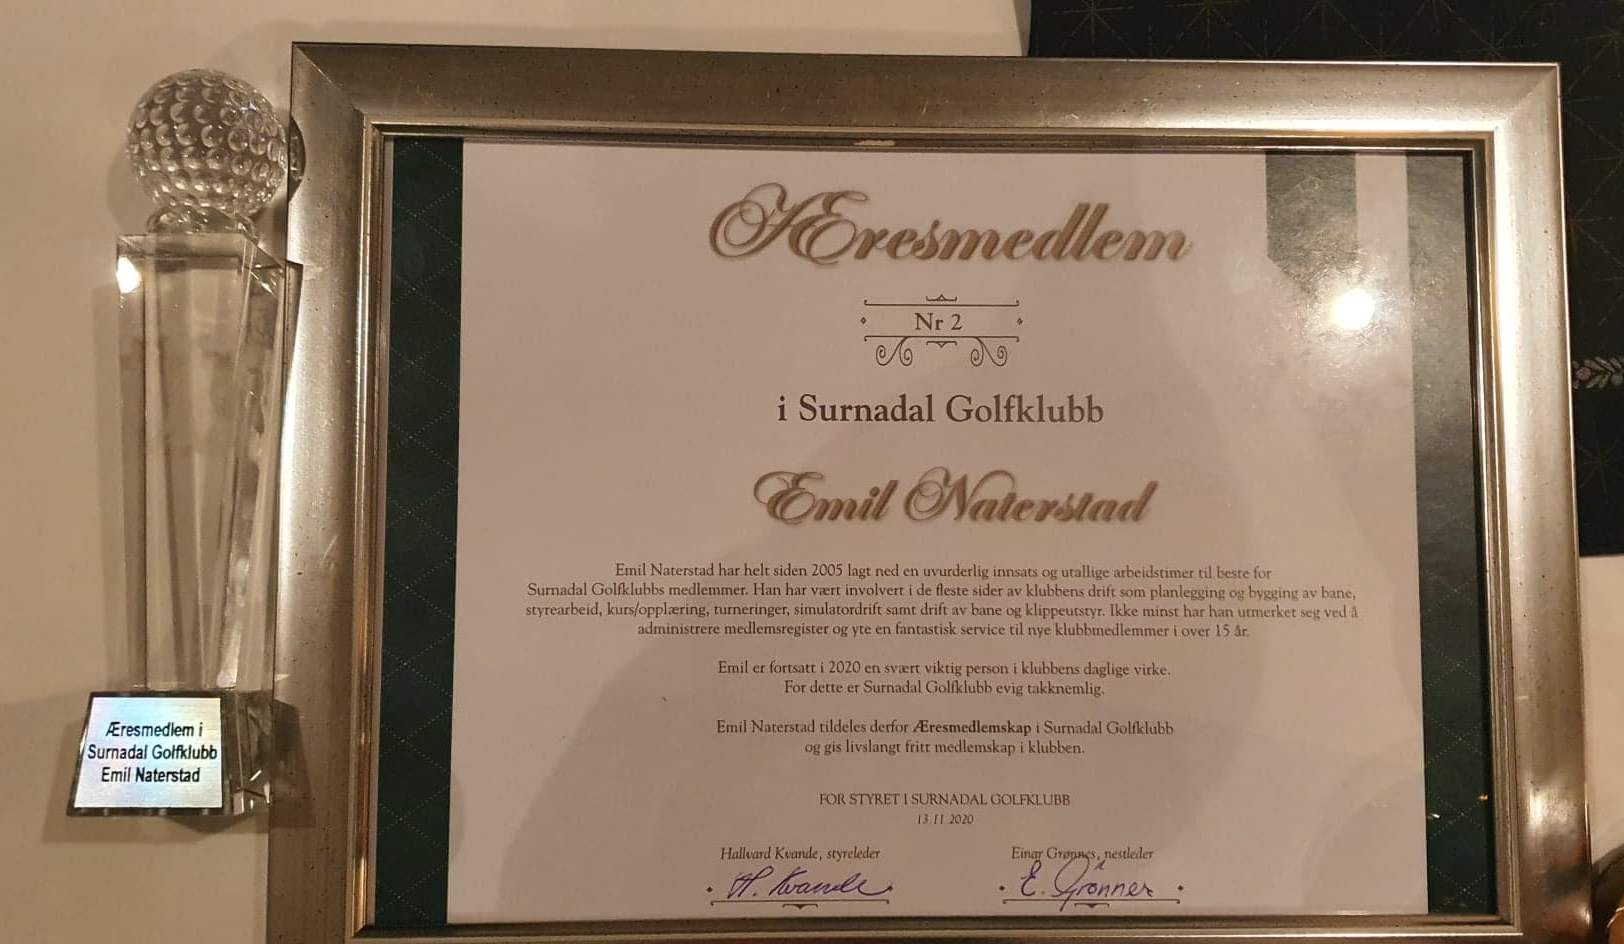 Æresmedlem
Nr 2
i Surnadal Golfklubb
Emil Naterstad
Emil Naterstad har helt siden 2005 lagt ned en uvurderlig innsats og utallige arbeidstimer til beste for
Surnadal Golfklubbs medlemmer. Han har vært involvert i de fleste sider av klubbens drift som planlegging og bygging av bane,
styrearbeid, kurs/opplæring, turneringer, simulatordrift samt drift av bane og klippeutstyr. Ikke minst har han utmerket seg ved å
administrere medlemsregister og yte en fantastisk service til nye klubbmedlemmer i over 15 år.
Emil er fortsatt i 2020 en svært viktig person i klubbens daglige virke.
For dette er Surnadal Golfklubb evig takknemlig.
Emil Naterstad tildeles derfor Æresmedlemskap i Surnadal Golfklubb
og gis livslangt fritt medlemskap i klubben.
FOR STYRET I SURNADAL GOLFKLUBB
13.11.2020
Hallvard Kvande, styreleder
H. Kvande
Einar Grønnes, nestleder
E. Grønnes
Æresmedlem i
Surnadal Golfklubb
Emil Naterstad